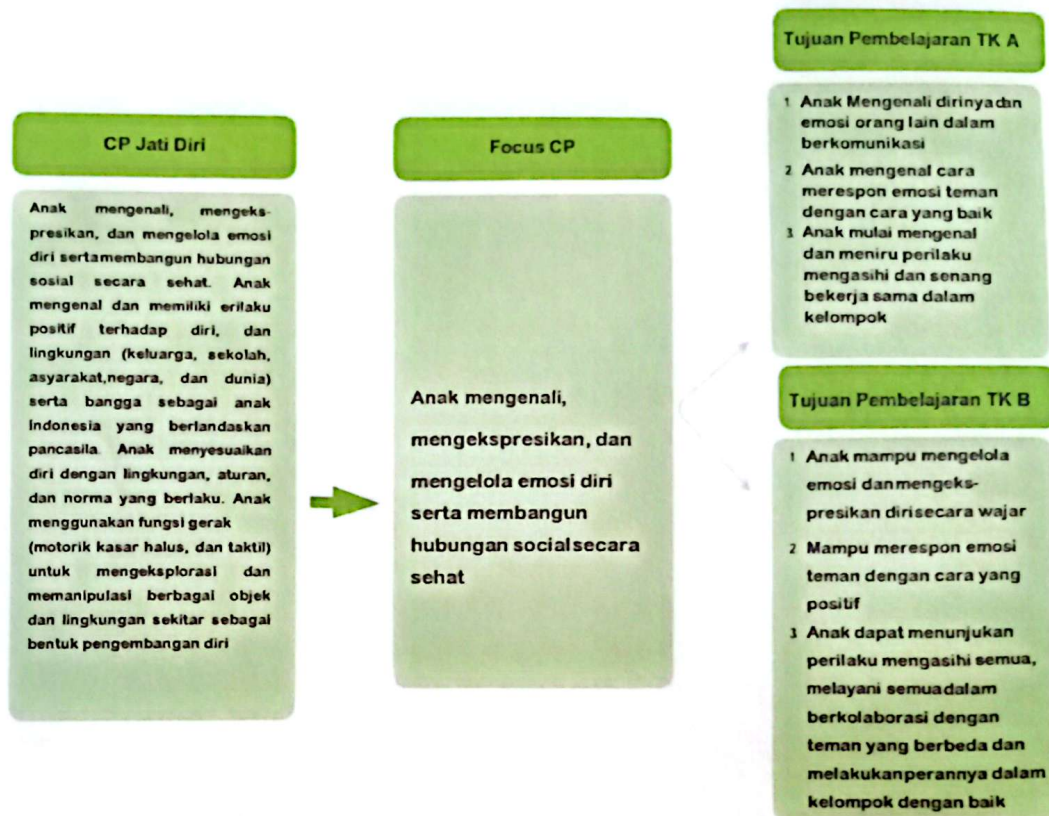 CP Jati Diri
Anak mengenali, mengeks-
presikan, dan mengelola emosi
diri sertamembangun hubungan
sosial secara sehat. Anak
mengenal dan memiliki erilaku
positif terhadap diri, dan
lingkungan (keluarga, sekolah,
asyarakat,negara, dan dunia)
serta bangga sebagai anak
Indonesia yang berlandaskan
pancasila. Anak menyesuaikan
diri dengan lingkungan, aturan,
dan norma yang berlaku. Anak
menggunakan fungsi gerak
(motorik kasar halus, dan taktil)
untuk mengeksplorasi dan
memanipulasi berbagai objek
dan lingkungan sekitar sebagai
bentuk pengembangan diri
Focus CP
Anak mengenali,
mengekspresikan, dan
mengelola emosi diri
serta membangun
hubungan socialsecara
sehat
Tujuan Pembelajaran TK A
1 Anak Mengenali dirinyadan
emosi orang lain dalam
berkomunikasi
2 Anak mengenal cara
merespon emosi teman
dengan cara yang baik
3 Anak mulai mengenal
dan meniru perilaku
mengasihi dan senang
bekerja sama dalam
kelompok
Tujuan Pembelajaran TK B
1 Anak mampu mengelola
emosi danmengeks-
presikan dirisecara wajar
2 Mampu merespon emosi
teman dengan cara yang
positif
3 Anak dapat menunjukan
perilaku mengasihi semua,
melayani semuadalam
berkolaborasi dengan
teman yang berbeda dan
melakukanperannya dalam
kelompok dengan baik